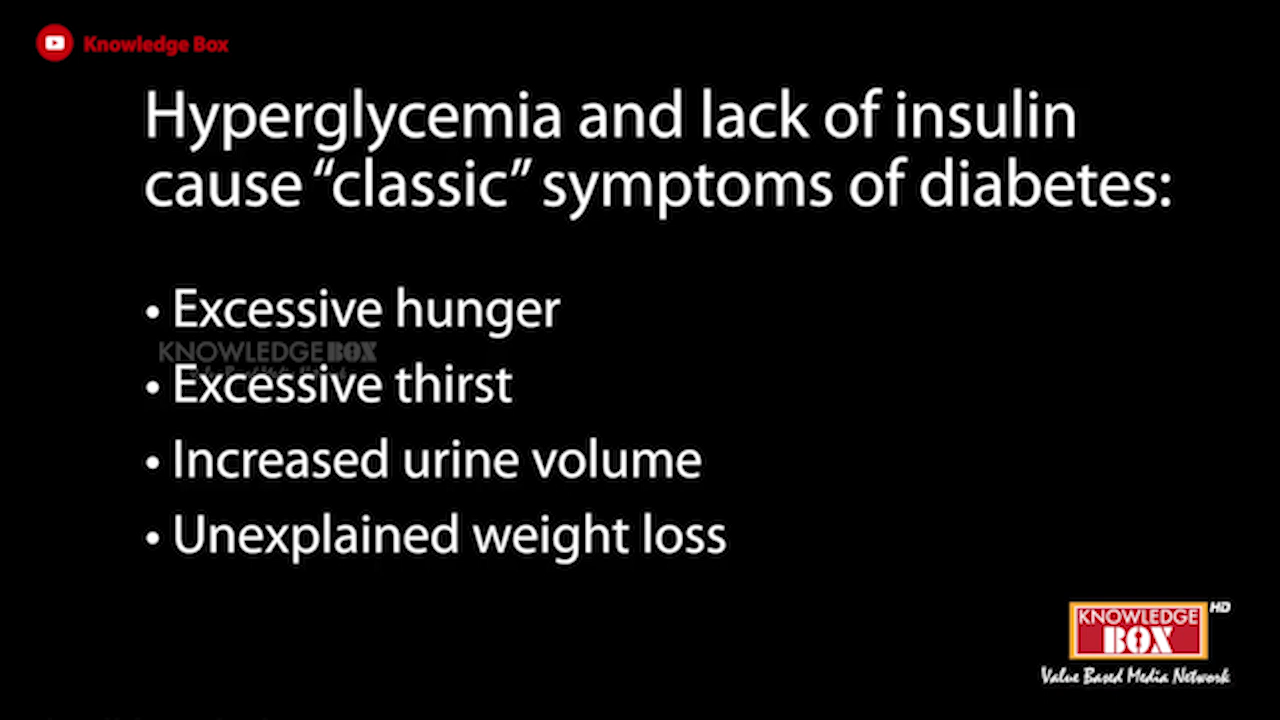 Knowledge Box
Hyperglycemia and lack of insulin
cause “classic” symptoms of diabetes:
• Excessive hunger
KNOWLEDGE BOX
• Excessive thirst
• Increased urine volume
• Unexplained weight loss
KNOWLEDGE HD
BOX
Value Based Media Network